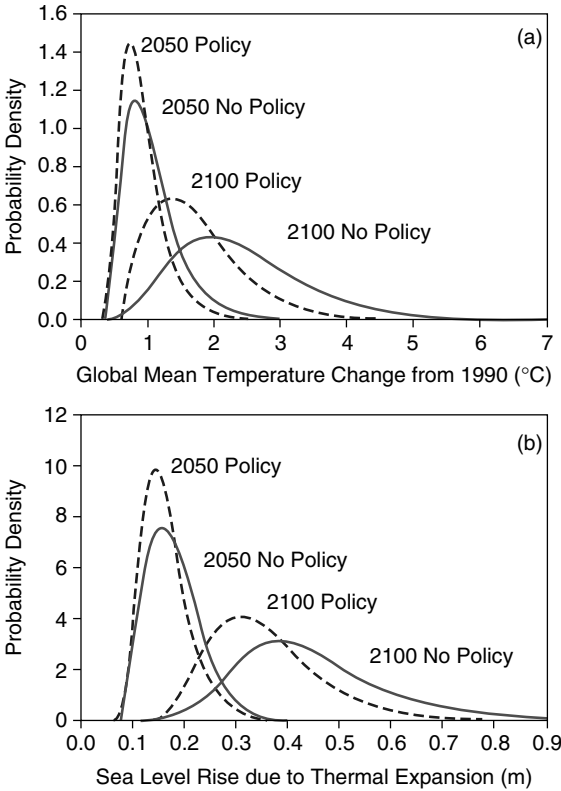 1.6
(a)
1.4
2050 Policy
1.2
2050 No Policy
1.0
0.8
2100 Policy
0.6
2100 No Policy
0.4
0.2
0.0
Probability Density
0 1 2 3 4 5 6 7
Global Mean Temperature Change from 1990 (°C)
12
(b)
10
2050 Policy
8
2050 No Policy
6
2100 Policy
4
2100 No Policy
2
0
Probability Density
0.0 0.1 0.2 0.3 0.4 0.5 0.6 0.7 0.8 0.9
Sea Level Rise due to Thermal Expansion (m)